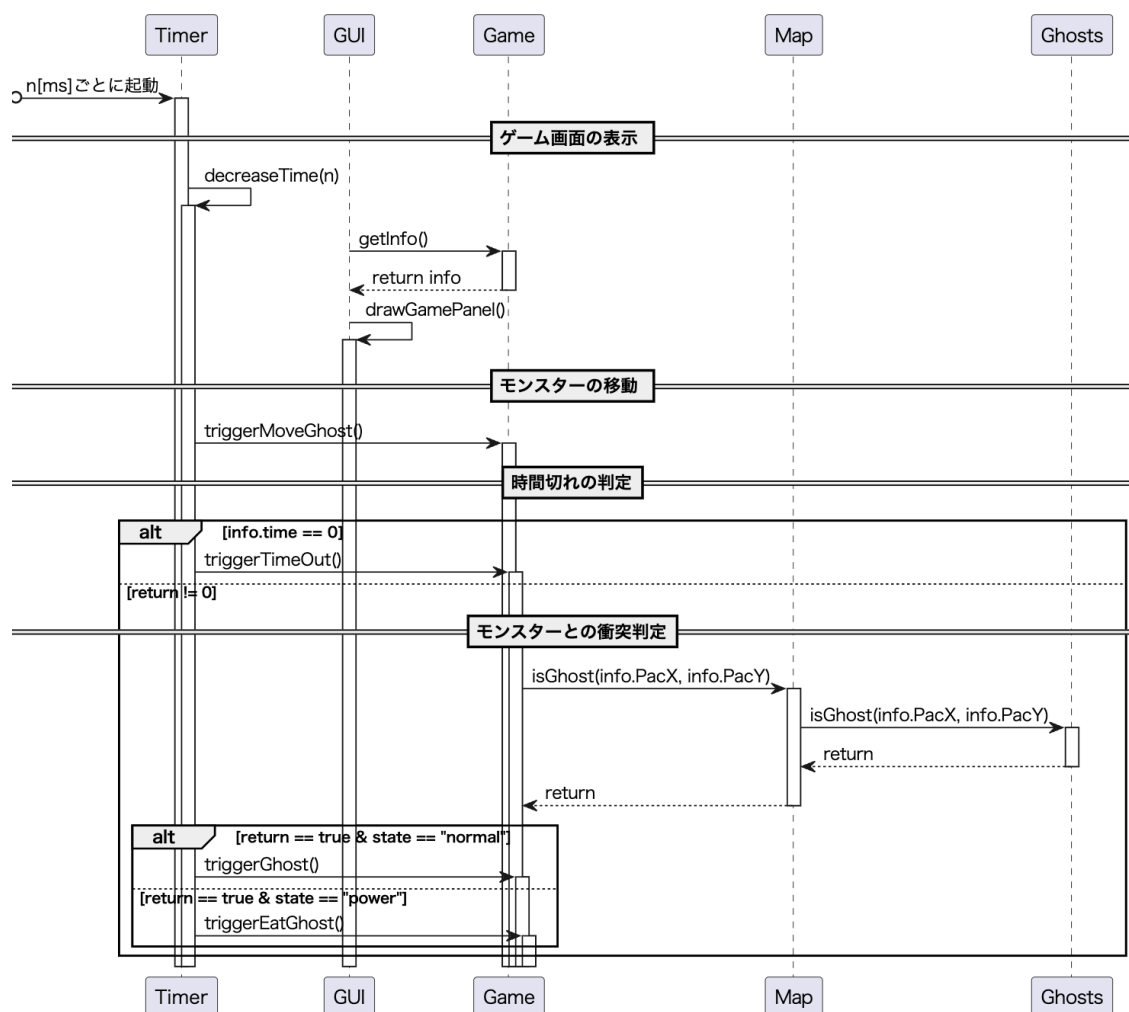 Timer
GUI
Game
Map
Ghosts
n[ms]ごとに起動
ゲーム画面の表示
decreaseTime(n)
getInfo()
return info
drawGamePanel()
モンスターの移動
triggerMoveGhost()
時間切れの判定
alt
[info.time == 0]
triggerTimeOut()
[return != 0]
モンスターとの衝突判定
isGhost(info.PacX, info.PacY)
isGhost(info.PacX, info.PacY)
return
return
alt
[return == true & state == "normal"]
triggerGhost()
[return == true & state == "power"]
triggerEatGhost()
Timer
GUI
Game
Map
Ghosts